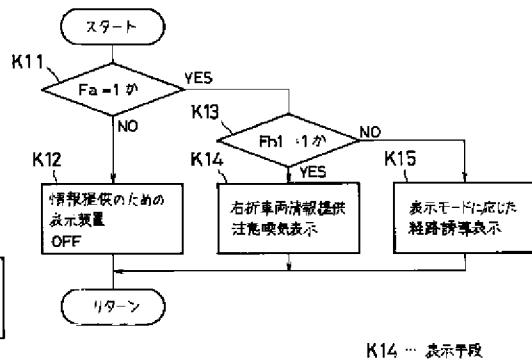 スタート
K11
Fa=1か
YES
NO
K13
Fh1=1か
NO
YES
K12
情報提供のための
表示装置
OFF
K14
右折車両情報提供
注意喚気表示
K15
表示モードに応じた
経路誘導表示
リターン
K14 … 表示手段